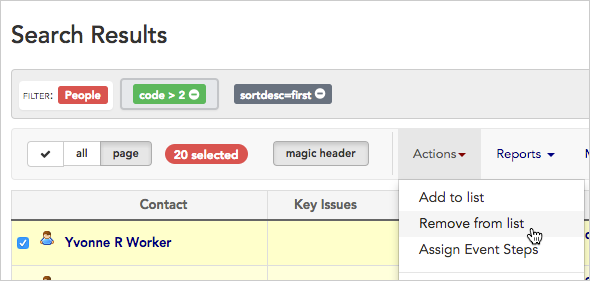 Search Results
FILTER: People code > 2 sortdesc=first
all page 20 selected magic header Actions Reports
Contact Key Issues
Add to list
Remove from list
Yvonne R Worker
Assign Event Steps